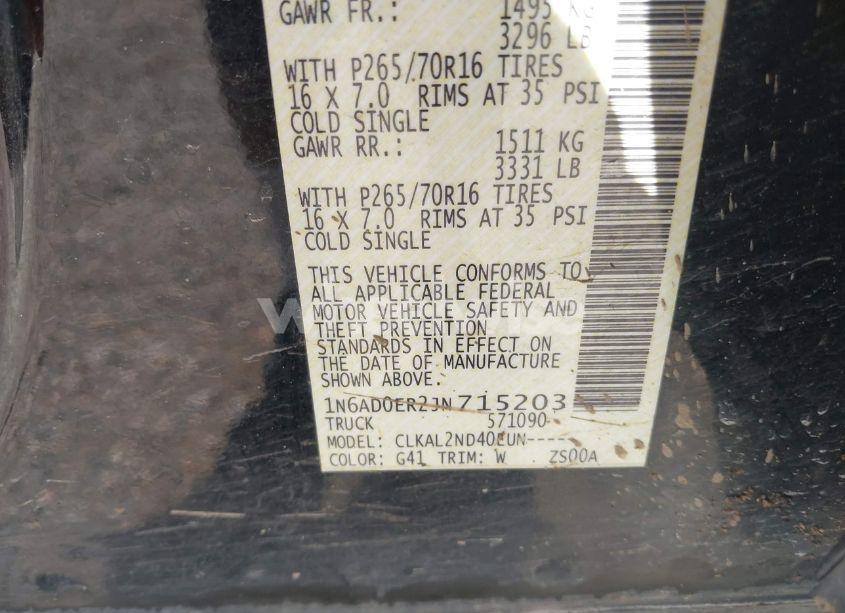 GAWR FR.: 1495 KG
3296 LB
WITH P265/70R16 TIRES
16 X 7.0 RIMS AT 35 PSI
COLD SINGLE
GAWR RR.: 1511 KG
3331 LB
WITH P265/70R16 TIRES
16 X 7.0 RIMS AT 35 PSI
COLD SINGLE
THIS VEHICLE CONFORMS TO
ALL APPLICABLE FEDERAL
MOTOR VEHICLE SAFETY AND
THEFT PREVENTION
STANDARDS IN EFFECT ON
THE DATE OF MANUFACTURE
SHOWN ABOVE.
1N6AD0ER2JN715203
TRUCK 571090
MODEL: CLKAL2ND40EUN-----
COLOR: G41 TRIM: W ZS00A